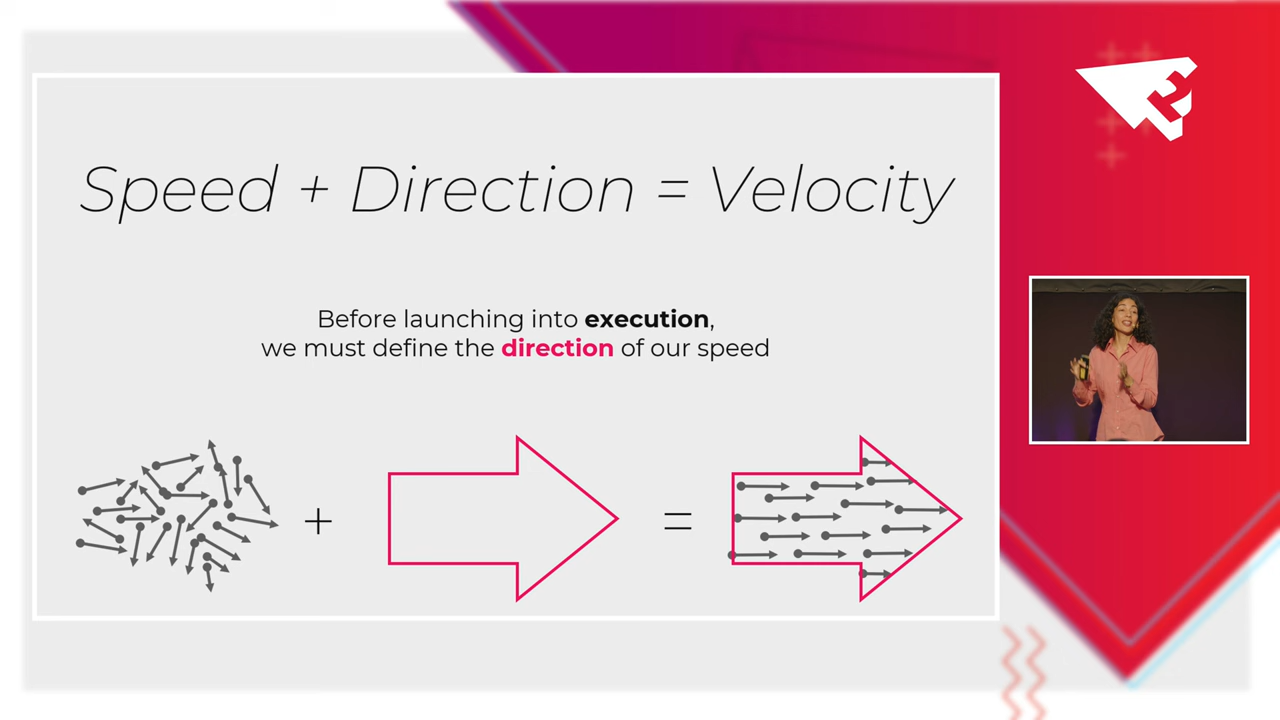 Speed + Direction = Velocity
Before launching into execution,
we must define the direction of our speed
+ =